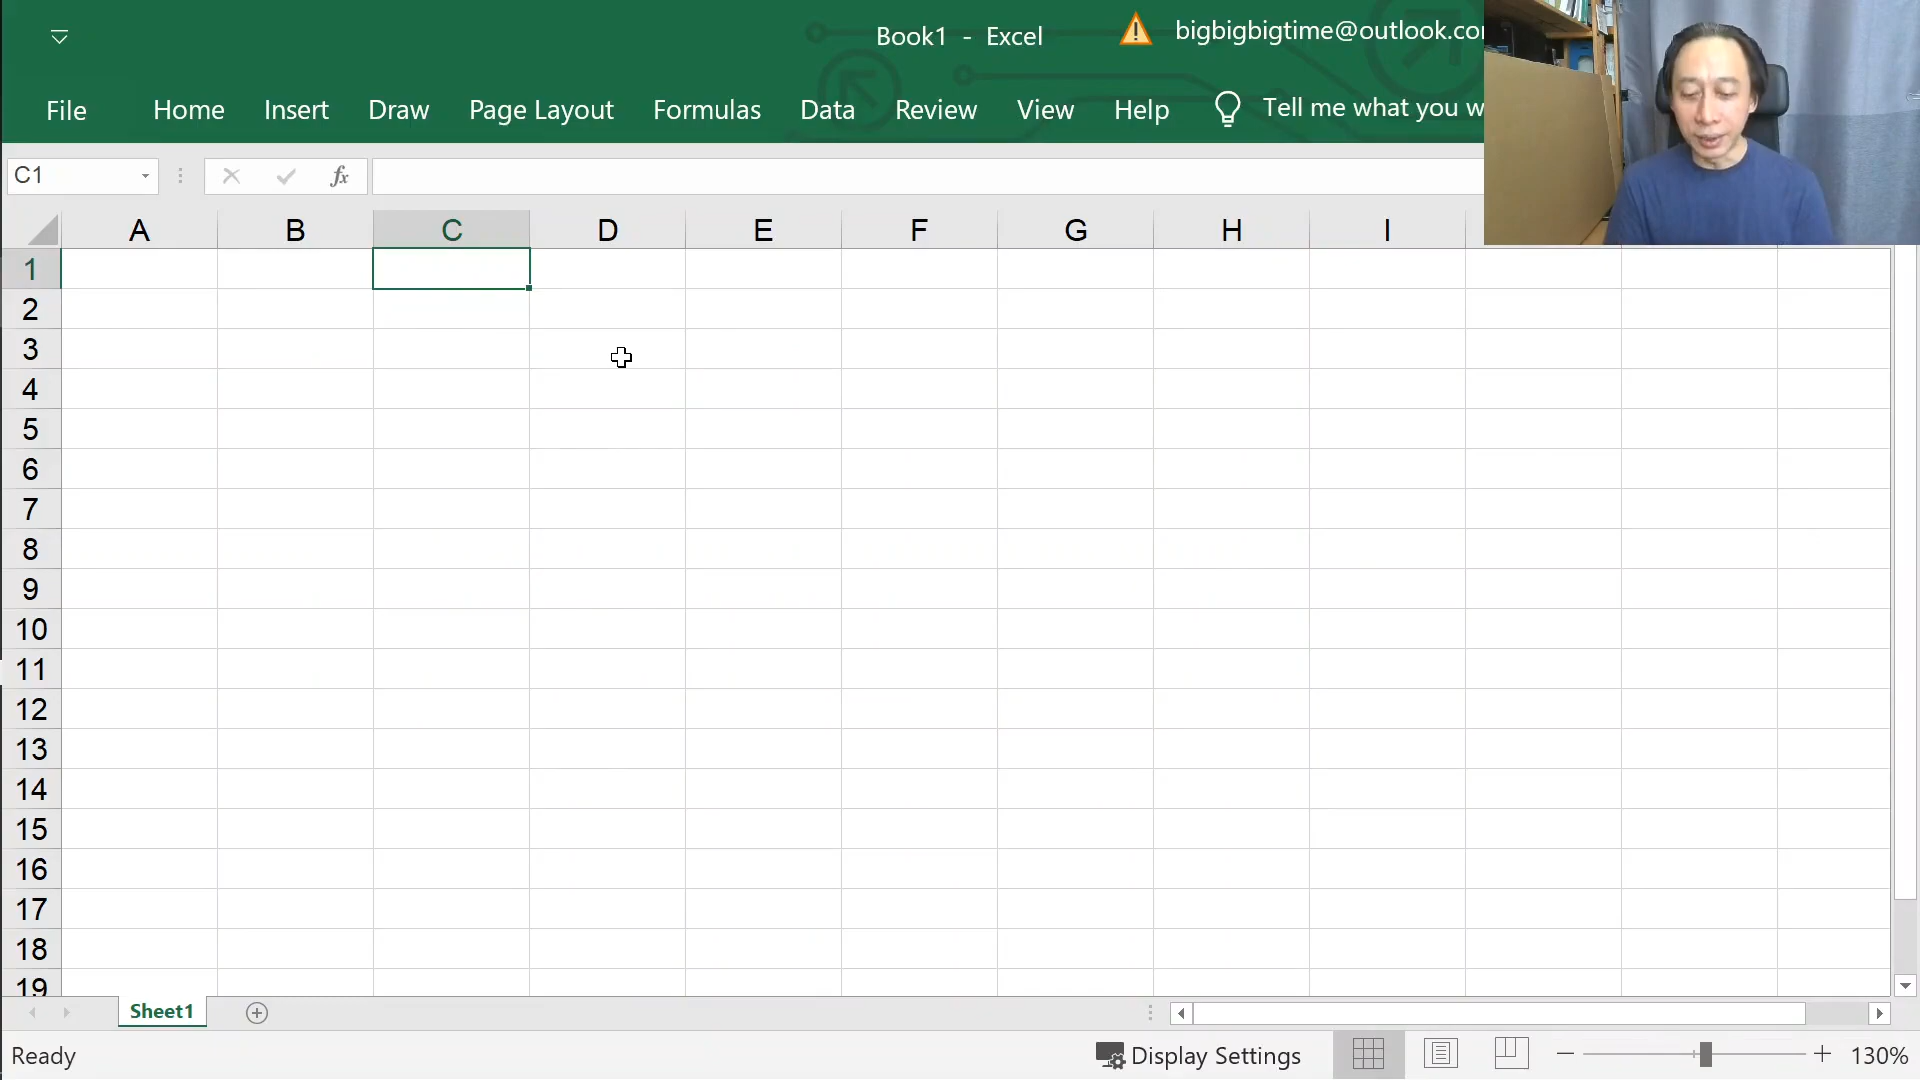 Book1 - Excel
bigbigbigtime@outlook.co
File Home Insert Draw Page Layout Formulas Data Review View Help Tell me what you w
C1 fx
A B C D E F G H I
1
2
3
4
5
6
7
8
9
10
11
12
13
14
15
16
17
18
19
Sheet1
Ready Display Settings 130%